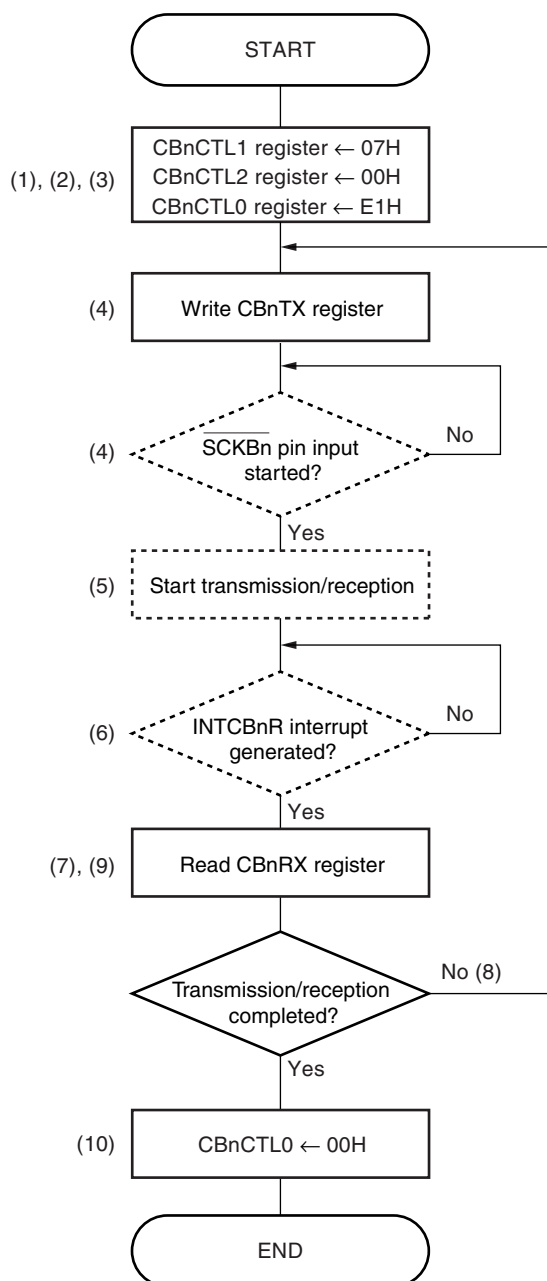 START
(1), (2), (3)
CBnCTL1 register ← 07H
CBnCTL2 register ← 00H
CBnCTL0 register ← E1H
(4)
Write CBnTX register
(4)
SCKBn pin input
started?
No
Yes
(5)
Start transmission/reception
(6)
INTCBnR interrupt
generated?
No
Yes
(7), (9)
Read CBnRX register
Transmission/reception
completed?
No (8)
Yes
(10)
CBnCTL0 ← 00H
END